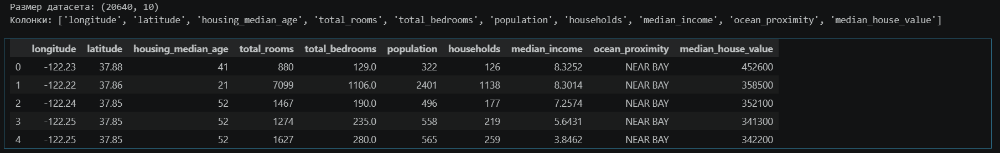 Размер датасета: (20640, 10)
Колонки: ['longitude', 'latitude', 'housing_median_age', 'total_rooms', 'total_bedrooms', 'population', 'households', 'median_income', 'ocean_proximity', 'median_house_value']
longitude latitude housing_median_age total_rooms total_bedrooms population households median_income ocean_proximity median_house_value
0 -122.23 37.88 41 880 129.0 322 126 8.3252 NEAR BAY 452600
1 -122.22 37.86 21 7099 1106.0 2401 1138 8.3014 NEAR BAY 358500
2 -122.24 37.85 52 1467 190.0 496 177 7.2574 NEAR BAY 352100
3 -122.25 37.85 52 1274 235.0 558 219 5.6431 NEAR BAY 341300
4 -122.25 37.85 52 1627 280.0 565 259 3.8462 NEAR BAY 342200